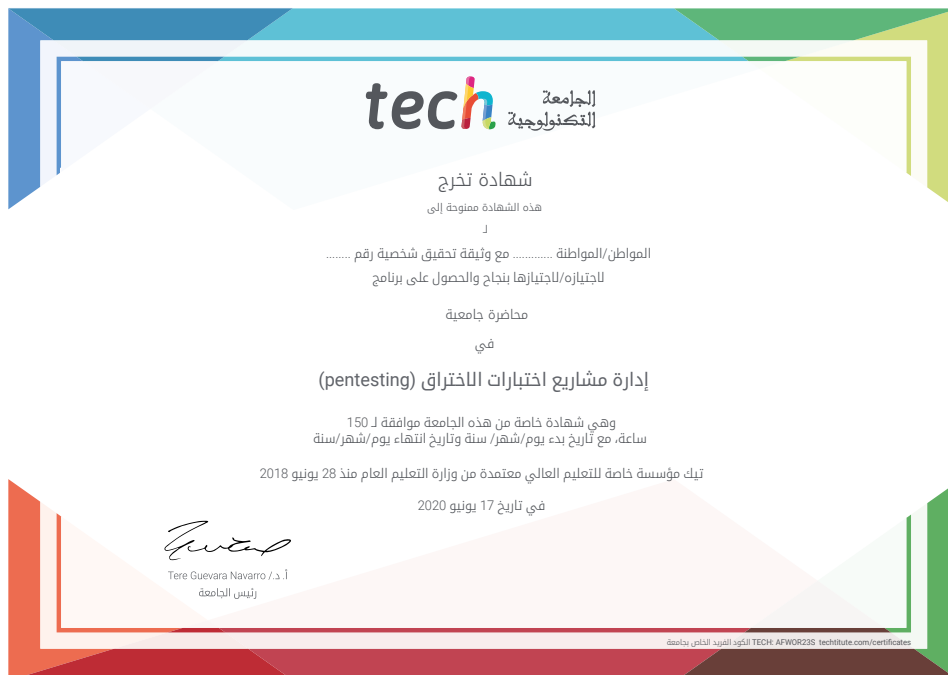 tech الجامعة
التكنولوجية
شهادة تخرج
هذه الشهادة ممنوحة إلى
لـ
المواطن/المواطنة ............ مع وثيقة تحقيق شخصية رقم ........
لاجتيازه/لاجتيازها بنجاح والحصول على برنامج
محاضرة جامعية
في
إدارة مشاريع اختبارات الاختراق (pentesting)
وهي شهادة خاصة من هذه الجامعة موافقة لـ 150
ساعة، مع تاريخ بدء يوم/شهر/ سنة وتاريخ انتهاء يوم/شهر/سنة
تيك مؤسسة خاصة للتعليم العالي معتمدة من وزارة التعليم العام منذ 28 يونيو 2018
في تاريخ 17 يونيو 2020
أ. د./ Tere Guevara Navarro
رئيس الجامعة
الكود الفريد الخاص بجامعة TECH: AFWOR23S techtitute.com/certificates